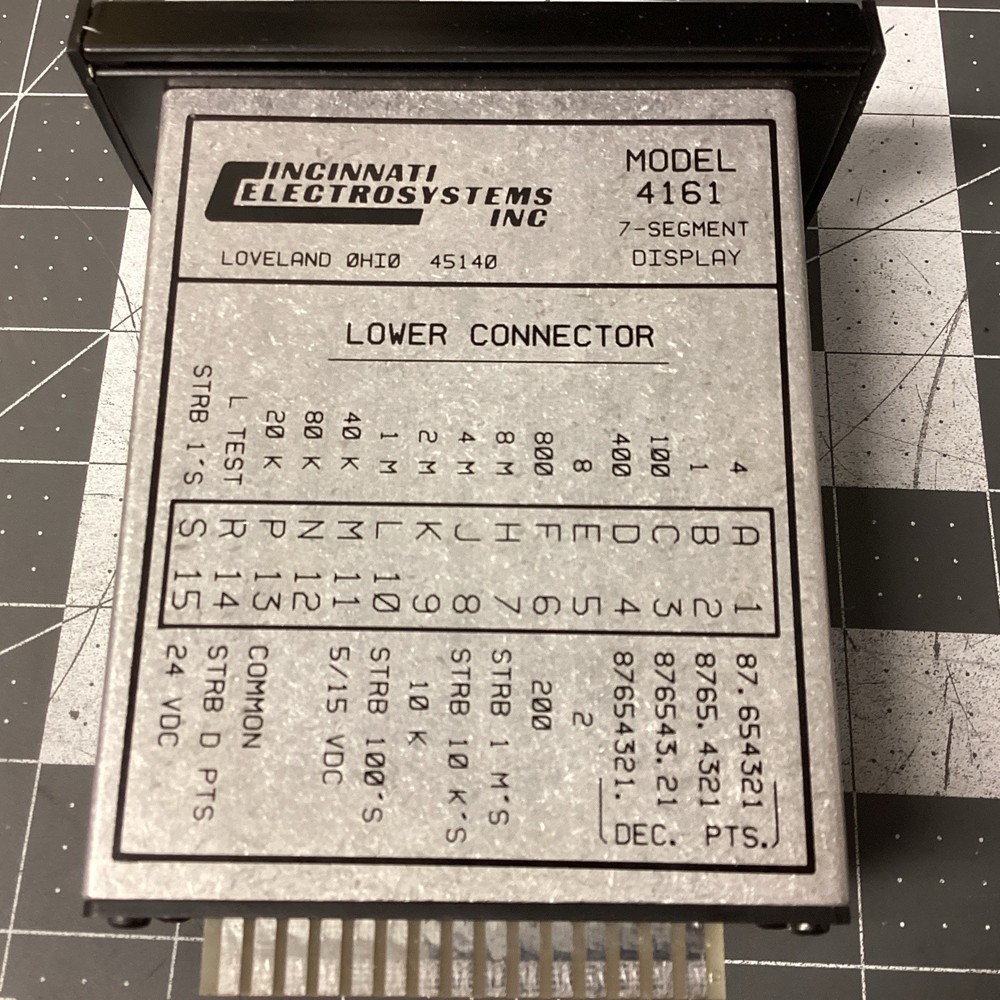 CINCINNATI
ELECTROSYSTEMS
INC
LOVELAND OHIO 45140
MODEL
4161
7-SEGMENT
DISPLAY
LOWER CONNECTOR
4 A 1 87.654321
1 B 2 8765.4321
100 C 3 876543.21
400 D 4 87654321.
DEC. PTS.
8 E 5 2
800 F 6 200
8 M H 7 STRB 1 M'S
4 M J 8 STRB 10 K'S
2 M K 9 10 K
1 M L 10 STRB 100'S
40 K M 11 5/15 VDC
80 K N 12
20 K P 13 COMMON
L TEST R 14 STRB D PTS
STRB 1'S S 15 24 VDC